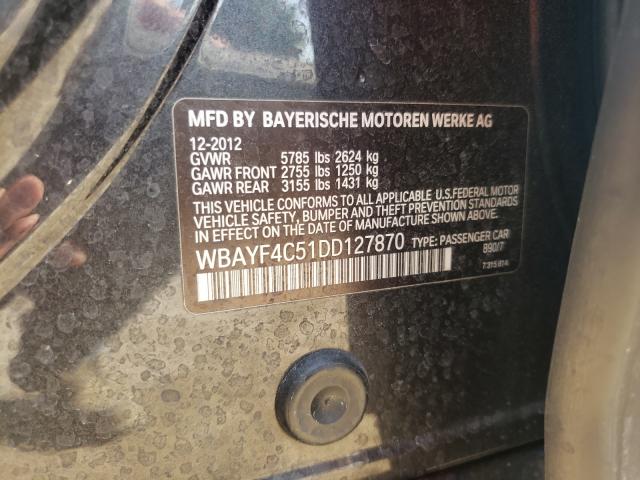 MFD BY BAYERISCHE MOTOREN WERKE AG
12-2012
GVWR 5785 lbs 2624 kg
GAWR FRONT 2755 lbs 1250 kg
GAWR REAR 3155 lbs 1431 kg
THIS VEHICLE CONFORMS TO ALL APPLICABLE U.S.FEDERAL MOTOR
VEHICLE SAFETY, BUMPER AND THEFT PREVENTION STANDARDS
IN EFFECT ON THE DATE OF MANUFACTURE SHOWN ABOVE.
WBAYF4C51DD127870 TYPE: PASSENGER CAR
B90/7